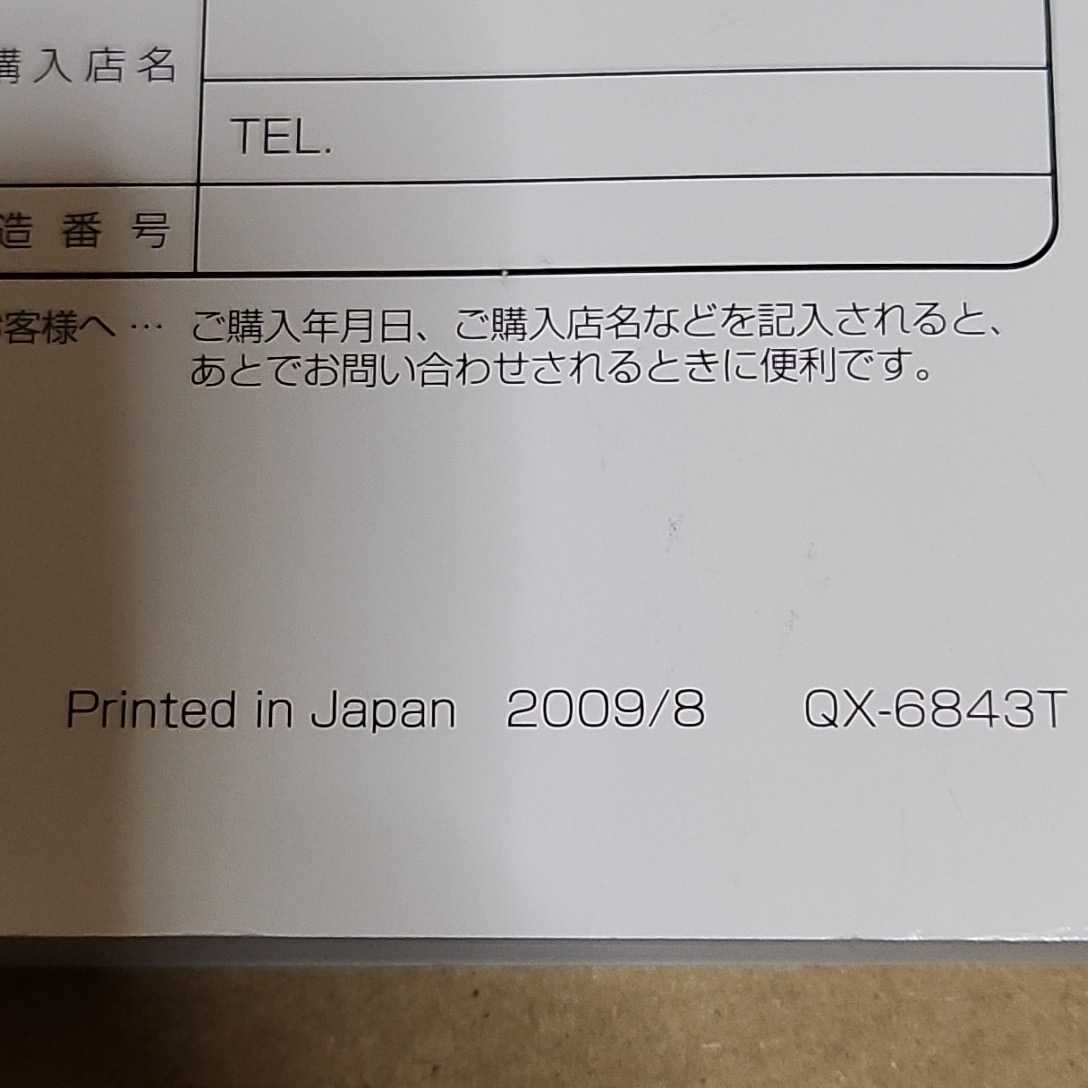 購入店名
TEL.
造番号
客様へ… ご購入年月日、ご購入店名などを記入されると、
あとでお問い合わせされるときに便利です。
Printed in Japan 2009/8 QX-6843T